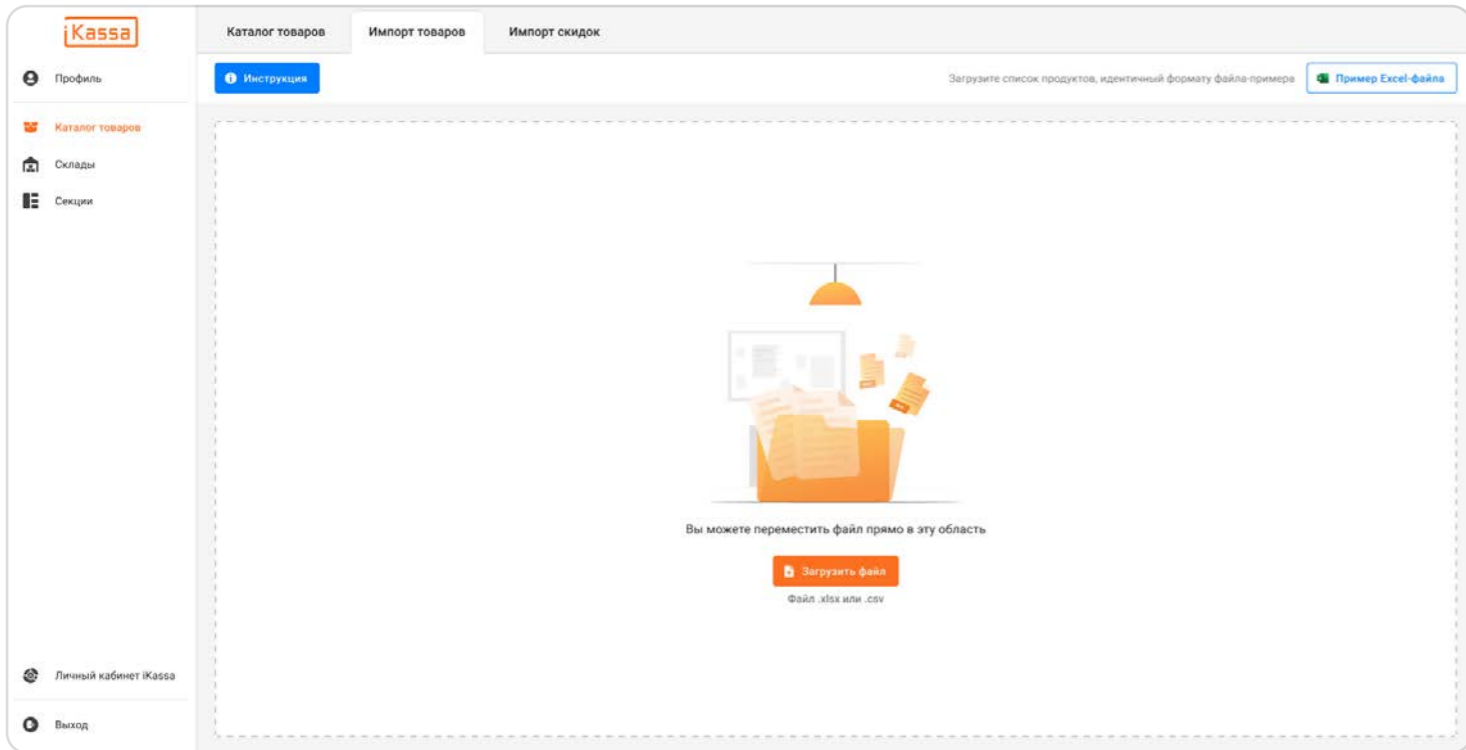 iKassa
Каталог товаров
Импорт товаров
Импорт скидок
Профиль
Инструкция
Загрузите список продуктов, идентичный формату файла-примера
Пример Excel-файла
Каталог товаров
Склады
Секции
Вы можете переместить файл прямо в эту область
Загрузить файл
Файл .xlsx или .csv
Личный кабинет iKassa
Выход